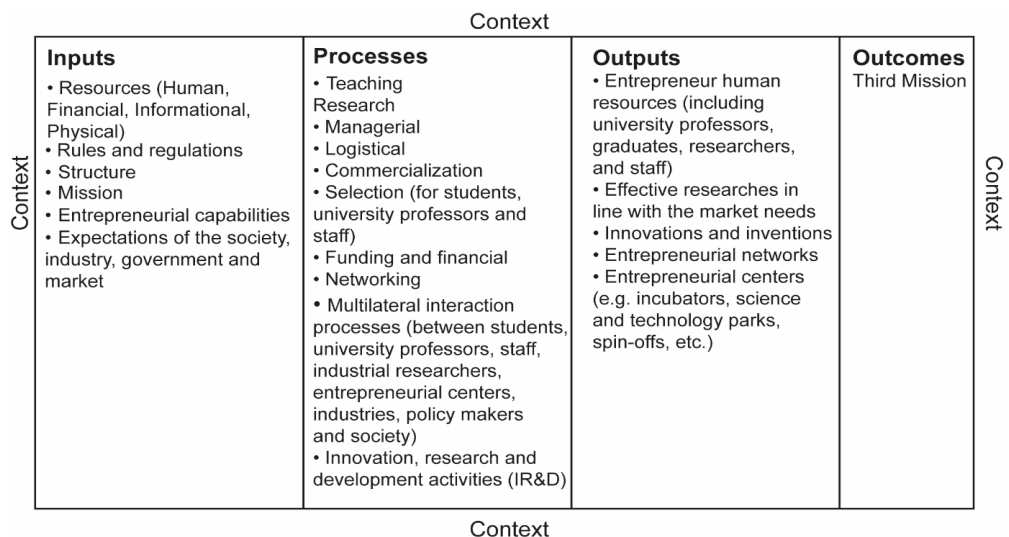 Context
Context
Inputs
• Resources (Human,
Financial, Informational,
Physical)
• Rules and regulations
• Structure
• Mission
• Entrepreneurial capabilities
• Expectations of the society,
industry, government and
market
Processes
• Teaching
Research
• Managerial
• Logistical
• Commercialization
• Selection (for students,
university professors and
staff)
• Funding and financial
• Networking
• Multilateral interaction
processes (between students,
university professors, staff,
industrial researchers,
entrepreneurial centers,
industries, policy makers
and society)
• Innovation, research and
development activities (IR&D)
Outputs
• Entrepreneur human
resources (including
university professors,
graduates, researchers,
and staff)
• Effective researches in
line with the market needs
• Innovations and inventions
• Entrepreneurial networks
• Entrepreneurial centers
(e.g. incubators, science
and technology parks,
spin-offs, etc.)
Outcomes
Third Mission
Context
Context